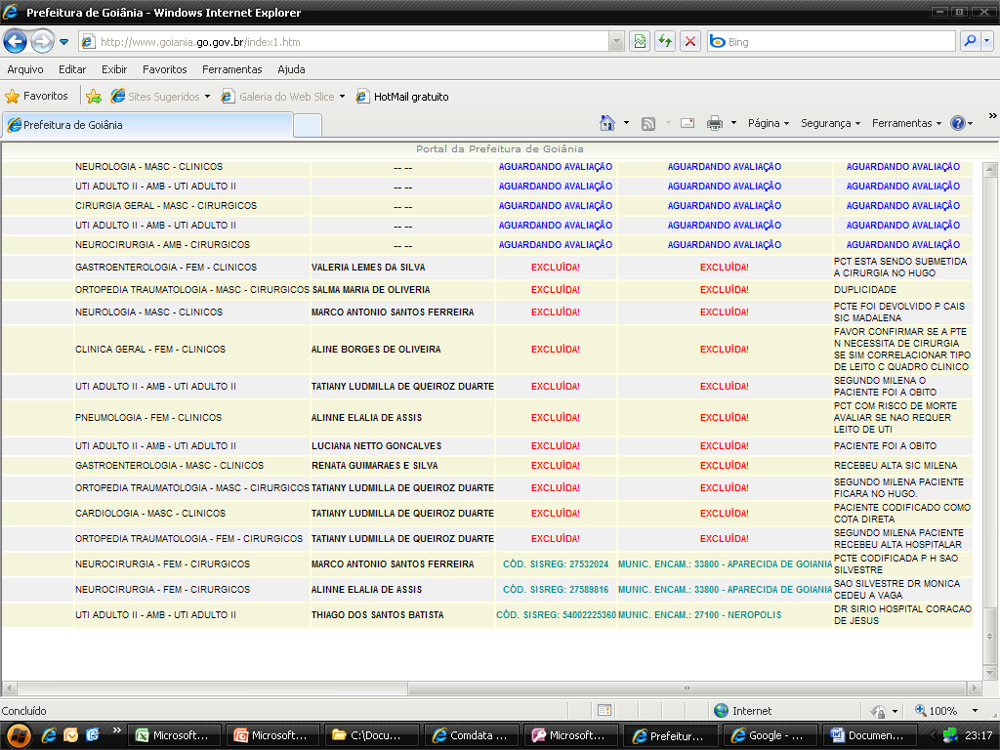 Prefeitura de Goiânia - Windows Internet Explorer
http://www.goiania.go.gov.br/index1.htm
Bing
Arquivo Editar Exibir Favoritos Ferramentas Ajuda
Favoritos Sites Sugeridos Galeria do Web Slice HotMail gratuito
Prefeitura de Goiânia Página Segurança Ferramentas »
Portal da Prefeitura de Goiânia
NEUROLOGIA - MASC - CLINICOS -- -- AGUARDANDO AVALIAÇÃO AGUARDANDO AVALIAÇÃO AGUARDANDO AVALIAÇÃO
UTI ADULTO II - AMB - UTI ADULTO II -- -- AGUARDANDO AVALIAÇÃO AGUARDANDO AVALIAÇÃO AGUARDANDO AVALIAÇÃO
CIRURGIA GERAL - MASC - CIRURGICOS -- -- AGUARDANDO AVALIAÇÃO AGUARDANDO AVALIAÇÃO AGUARDANDO AVALIAÇÃO
UTI ADULTO II - AMB - UTI ADULTO II -- -- AGUARDANDO AVALIAÇÃO AGUARDANDO AVALIAÇÃO AGUARDANDO AVALIAÇÃO
NEUROCIRURGIA - AMB - CIRURGICOS -- -- AGUARDANDO AVALIAÇÃO AGUARDANDO AVALIAÇÃO AGUARDANDO AVALIAÇÃO
GASTROENTEROLOGIA - FEM - CLINICOS VALERIA LEMES DA SILVA EXCLUÍDA! EXCLUÍDA! PCT ESTA SENDO SUBMETIDA
A CIRURGIA NO HUGO
ORTOPEDIA TRAUMATOLOGIA - MASC - CIRURGICOS SALMA MARIA DE OLIVERIA EXCLUÍDA! EXCLUÍDA! DUPLICIDADE
NEUROLOGIA - MASC - CLINICOS MARCO ANTONIO SANTOS FERREIRA EXCLUÍDA! EXCLUÍDA! PCTE FOI DEVOLVIDO P CAIS
SIC MADALENA
CLINICA GERAL - FEM - CLINICOS ALINE BORGES DE OLIVEIRA EXCLUÍDA! EXCLUÍDA! FAVOR CONFIRMAR SE A PTE
N NECESSITA DE CIRURGIA
SE SIM CORRELACIONAR TIPO
DE LEITO C QUADRO CLINICO
UTI ADULTO II - AMB - UTI ADULTO II TATIANY LUDMILLA DE QUEIROZ DUARTE EXCLUÍDA! EXCLUÍDA! SEGUNDO MILENA O
PACIENTE FOI A OBITO
PNEUMOLOGIA - FEM - CLINICOS ALINNE ELALIA DE ASSIS EXCLUÍDA! EXCLUÍDA! PCT COM RISCO DE MORTE
AVALIAR SE NAO REQUER
LEITO DE UTI
UTI ADULTO II - AMB - UTI ADULTO II LUCIANA NETTO GONCALVES EXCLUÍDA! EXCLUÍDA! PACIENTE FOI A OBITO
GASTROENTEROLOGIA - MASC - CLINICOS RENATA GUIMARAES E SILVA EXCLUÍDA! EXCLUÍDA! RECEBEU ALTA SIC MILENA
ORTOPEDIA TRAUMATOLOGIA - MASC - CIRURGICOS TATIANY LUDMILLA DE QUEIROZ DUARTE EXCLUÍDA! EXCLUÍDA! SEGUNDO MILENA PACIENTE
FICARA NO HUGO.
CARDIOLOGIA - MASC - CLINICOS TATIANY LUDMILLA DE QUEIROZ DUARTE EXCLUÍDA! EXCLUÍDA! PACIENTE CODIFICADO COMO
COTA DIRETA
ORTOPEDIA TRAUMATOLOGIA - FEM - CIRURGICOS TATIANY LUDMILLA DE QUEIROZ DUARTE EXCLUÍDA! EXCLUÍDA! SEGUNDO MILENA PACIENTE
RECEBEU ALTA HOSPITALAR
NEUROCIRURGIA - FEM - CIRURGICOS MARCO ANTONIO SANTOS FERREIRA CÓD. SISREG: 27532024 MUNIC. ENCAM.: 33800 - APARECIDA DE GOIANIA PCTE CODIFICADA P H SAO
SILVESTRE
NEUROCIRURGIA - FEM - CIRURGICOS ALINNE ELALIA DE ASSIS CÓD. SISREG: 27589816 MUNIC. ENCAM.: 33800 - APARECIDA DE GOIANIA SAO SILVESTRE DR MONICA
CEDEU A VAGA
UTI ADULTO II - AMB - UTI ADULTO II THIAGO DOS SANTOS BATISTA CÓD. SISREG: 54002225360 MUNIC. ENCAM.: 27100 - NEROPOLIS DR SIRIO HOSPITAL CORACAO
DE JESUS
Concluído Internet 100%
» Microsoft... Microsoft... C:\Docu... Comdata ... Microsoft... Prefeitur... Google - ... Documen... 23:17